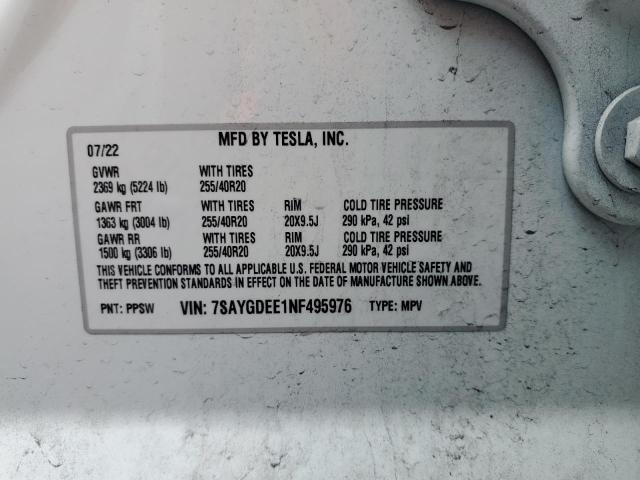 MFD BY TESLA, INC.
07/22
GVWR WITH TIRES
2369 kg (5224 lb) 255/40R20
GAWR FRT WITH TIRES RIM COLD TIRE PRESSURE
1363 kg (3004 lb) 255/40R20 20X9.5J 290 kPa, 42 psi
GAWR RR WITH TIRES RIM COLD TIRE PRESSURE
1500 kg (3306 lb) 255/40R20 20X9.5J 290 kPa, 42 psi
THIS VEHICLE CONFORMS TO ALL APPLICABLE U.S. FEDERAL MOTOR VEHICLE SAFETY AND
THEFT PREVENTION STANDARDS IN EFFECT ON THE DATE OF MANUFACTURE SHOWN ABOVE.
PNT: PPSW VIN: 7SAYGDEE1NF495976 TYPE: MPV